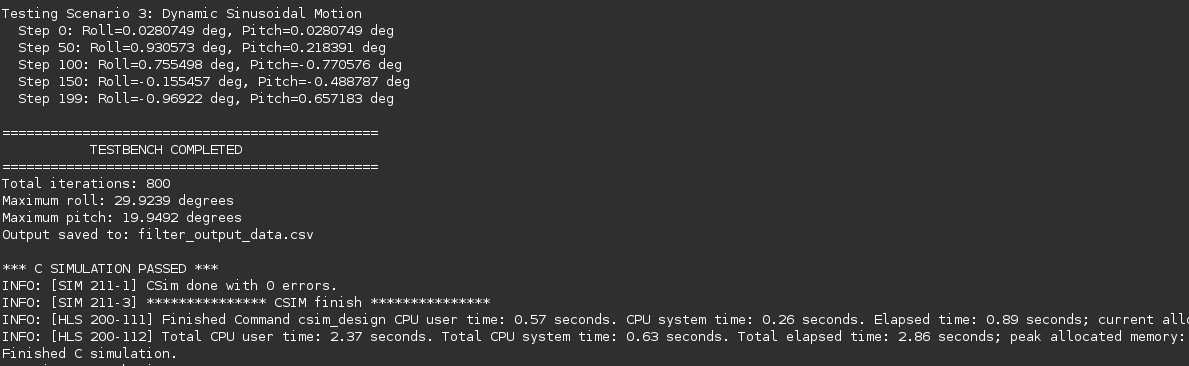 Testing Scenario 3: Dynamic Sinusoidal Motion
Step 0: Roll=0.0280749 deg, Pitch=0.0280749 deg
Step 50: Roll=0.930573 deg, Pitch=0.218391 deg
Step 100: Roll=0.755498 deg, Pitch=-0.770576 deg
Step 150: Roll=-0.155457 deg, Pitch=-0.488787 deg
Step 199: Roll=-0.96922 deg, Pitch=0.657183 deg
===============================================
TESTBENCH COMPLETED
===============================================
Total iterations: 800
Maximum roll: 29.9239 degrees
Maximum pitch: 19.9492 degrees
Output saved to: filter_output_data.csv
*** C SIMULATION PASSED ***
INFO: [SIM 211-1] CSim done with 0 errors.
INFO: [SIM 211-3] *************** CSIM finish ***************
INFO: [HLS 200-111] Finished Command csim_design CPU user time: 0.57 seconds. CPU system time: 0.26 seconds. Elapsed time: 0.89 seconds; current allo
INFO: [HLS 200-112] Total CPU user time: 2.37 seconds. Total CPU system time: 0.63 seconds. Total elapsed time: 2.86 seconds; peak allocated memory:
Finished C simulation.